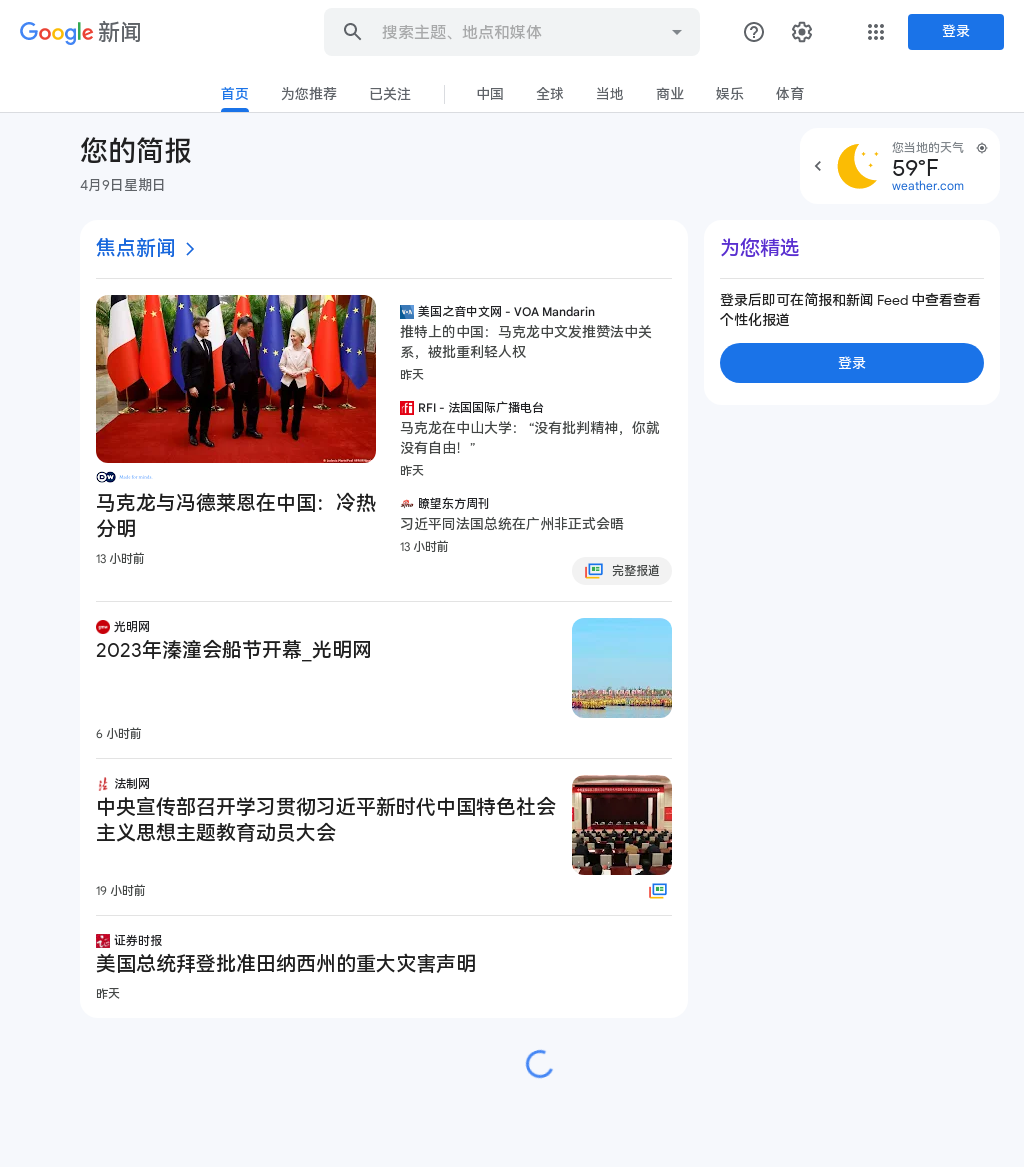 Google 新闻
搜索主题、地点和媒体
登录
首页
为您推荐
已关注
中国
全球
当地
商业
娱乐
体育
您的简报
4月9日星期日
您当地的天气
59°F
weather.com
焦点新闻
DW Made for minds
马克龙与冯德莱恩在中国：冷热
分明
13 小时前
美国之音中文网 - VOA Mandarin
推特上的中国：马克龙中文发推赞法中关
系，被批重利轻人权
昨天
RFI - 法国国际广播电台
马克龙在中山大学： “没有批判精神，你就
没有自由！”
昨天
瞭望东方周刊
习近平同法国总统在广州非正式会晤
13 小时前
完整报道
光明网
2023年溱潼会船节开幕_光明网
6 小时前
法制网
中央宣传部召开学习贯彻习近平新时代中国特色社会
主义思想主题教育动员大会
19 小时前
证券时报
美国总统拜登批准田纳西州的重大灾害声明
昨天
为您精选
登录后即可在简报和新闻 Feed 中查看查看
个性化报道
登录